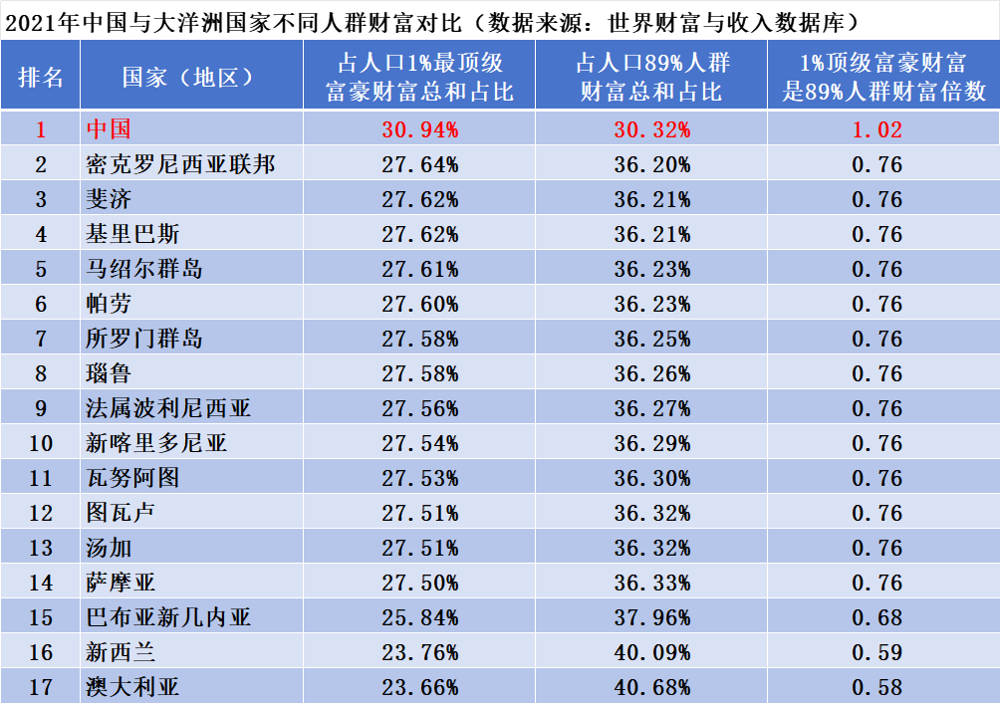 2021年中国与大洋洲国家不同人群财富对比（数据来源：世界财富与收入数据库）
排名 国家（地区） 占人口1%最顶级 占人口89%人群 1%顶级富豪财富
富豪财富总和占比 财富总和占比 是89%人群财富倍数
1 中国 30.94% 30.32% 1.02
2 密克罗尼西亚联邦 27.64% 36.20% 0.76
3 斐济 27.62% 36.21% 0.76
4 基里巴斯 27.62% 36.21% 0.76
5 马绍尔群岛 27.61% 36.23% 0.76
6 帕劳 27.60% 36.23% 0.76
7 所罗门群岛 27.58% 36.25% 0.76
8 瑙鲁 27.58% 36.26% 0.76
9 法属波利尼西亚 27.56% 36.27% 0.76
10 新喀里多尼亚 27.54% 36.29% 0.76
11 瓦努阿图 27.53% 36.30% 0.76
12 图瓦卢 27.51% 36.32% 0.76
13 汤加 27.51% 36.32% 0.76
14 萨摩亚 27.50% 36.33% 0.76
15 巴布亚新几内亚 25.84% 37.96% 0.68
16 新西兰 23.76% 40.09% 0.59
17 澳大利亚 23.66% 40.68% 0.58